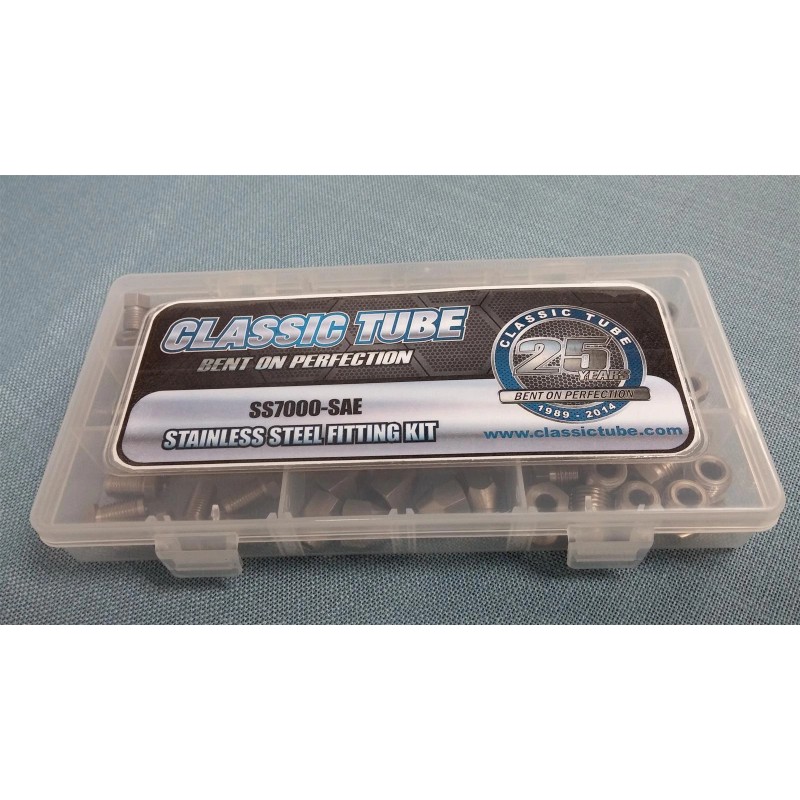 CLASSIC TUBE
BENT ON PERFECTION
SS7000-SAE
STAINLESS STEEL FITTING KIT
CLASSIC TUBE
25
YEARS
BENT ON PERFECTION
1989 - 2014
www.classictube.com